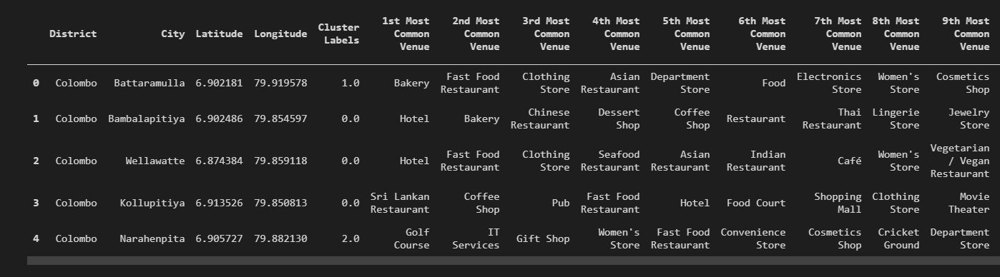 District City Latitude Longitude Cluster Labels 1st Most Common Venue 2nd Most Common Venue 3rd Most Common Venue 4th Most Common Venue 5th Most Common Venue 6th Most Common Venue 7th Most Common Venue 8th Most Common Venue 9th Most Common Venue
0 Colombo Battaramulla 6.902181 79.919578 1.0 Bakery Fast Food Restaurant Clothing Store Asian Restaurant Department Store Food Electronics Store Women's Store Cosmetics Shop
1 Colombo Bambalapitiya 6.902486 79.854597 0.0 Hotel Bakery Chinese Restaurant Dessert Shop Coffee Shop Restaurant Thai Restaurant Lingerie Store Jewelry Store
2 Colombo Wellawatte 6.874384 79.859118 0.0 Hotel Fast Food Restaurant Clothing Store Seafood Restaurant Asian Restaurant Indian Restaurant Café Women's Store Vegetarian / Vegan Restaurant
3 Colombo Kollupitiya 6.913526 79.850813 0.0 Sri Lankan Restaurant Coffee Shop Pub Fast Food Restaurant Hotel Food Court Shopping Mall Clothing Store Movie Theater
4 Colombo Narahenpita 6.905727 79.882130 2.0 Golf Course IT Services Gift Shop Women's Store Fast Food Restaurant Convenience Store Cosmetics Shop Cricket Ground Department Store